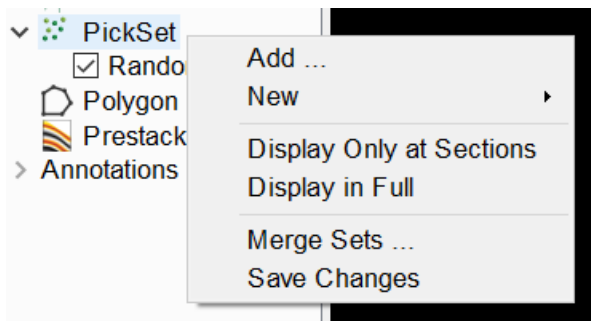 PickSet
Add ...
Rando
New
Polygon
Prestack
Display Only at Sections
Annotations
Display in Full
Merge Sets ...
Save Changes